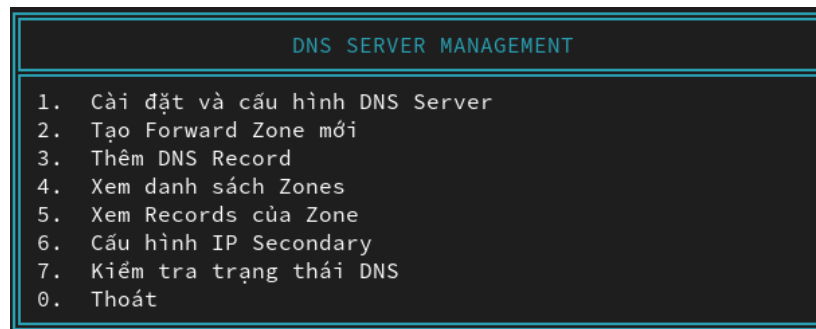 DNS SERVER MANAGEMENT
1. Cài đặt và cấu hình DNS Server
2. Tạo Forward Zone mới
3. Thêm DNS Record
4. Xem danh sách Zones
5. Xem Records của Zone
6. Cấu hình IP Secondary
7. Kiểm tra trạng thái DNS
0. Thoát